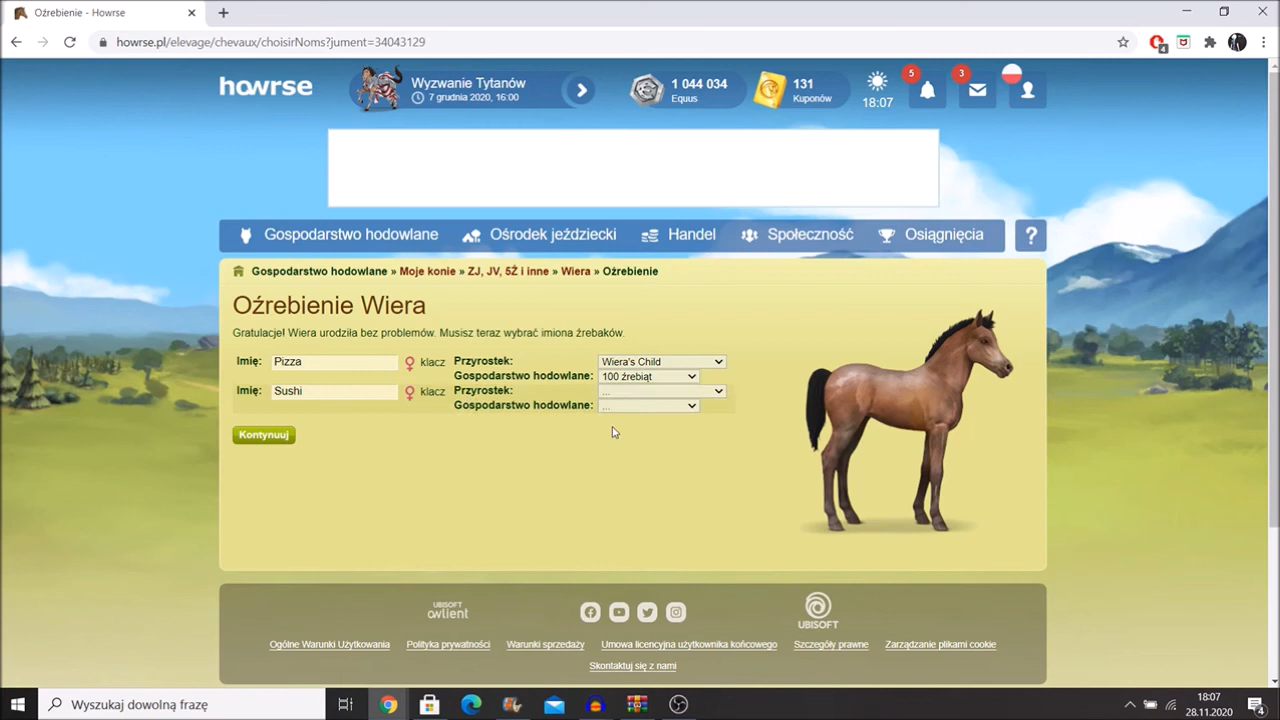 Oźrebienie - Howrse
howrse.pl/elevage/chevaux/choisirNoms?jument=34043129
4
howrse
Wyzwanie Tytanów
7 grudnia 2020, 16:00
1 044 034
Equus
131
Kuponów
18:07
5
3
Gospodarstwo hodowlane
Ośrodek jeździecki
Handel
Społeczność
Osiągnięcia
?
Gospodarstwo hodowlane » Moje konie » ZJ, JV, 5Ż i inne » Wiera » Oźrebienie
Oźrebienie Wiera
Gratulacje! Wiera urodziła bez problemów. Musisz teraz wybrać imiona źrebaków.
Imię: Pizza klacz Przyrostek: Wiera's Child
Gospodarstwo hodowlane: 100 źrebiąt
Imię: Sushi klacz Przyrostek: ...
Gospodarstwo hodowlane: ...
Kontynuuj
UBISOFT
owlient
UBISOFT
Ogólne Warunki Użytkowania Polityka prywatności Warunki sprzedaży Umowa licencyjna użytkownika końcowego Szczegóły prawne Zarządzanie plikami cookie
Skontaktuj się z nami
Wyszukaj dowolną frazę
18:07
28.11.2020
4